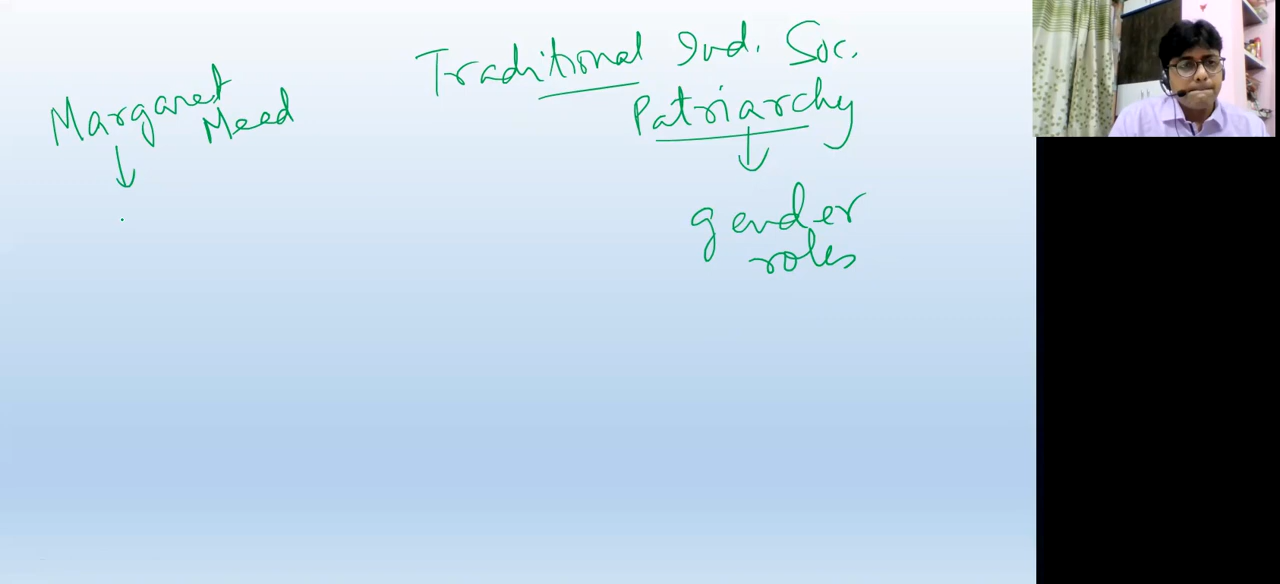 Traditional Ind. Soc.
Patriarchy
gender
roles
Margaret
Mead